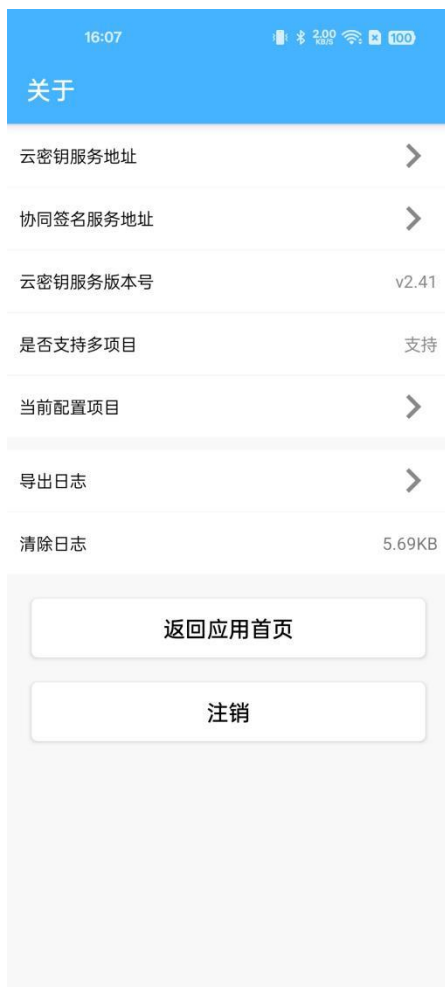 16:07
2.00
KB/S
100
关于
云密钥服务地址
协同签名服务地址
云密钥服务版本号 v2.41
是否支持多项目 支持
当前配置项目
导出日志
清除日志 5.69KB
返回应用首页
注销